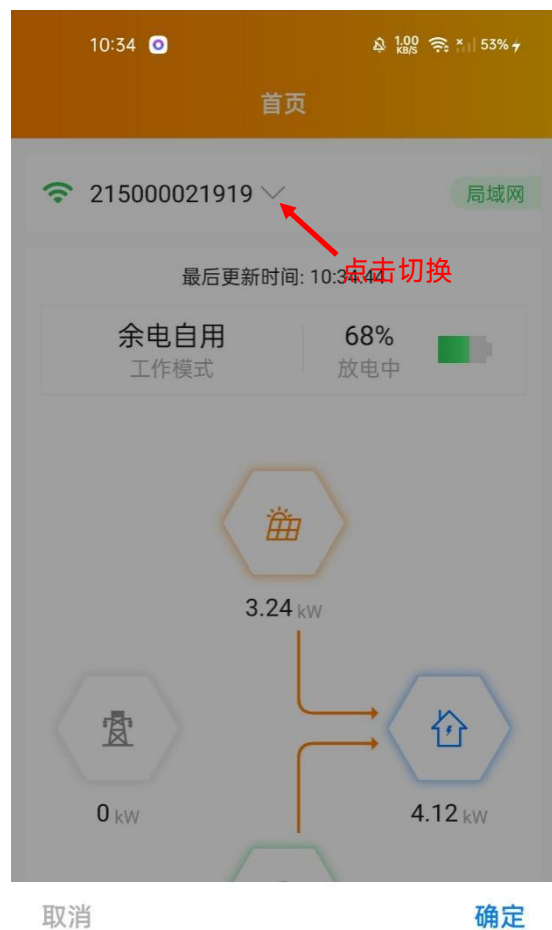 10:34 1.00 KB/S 53%
首页
215000021919 局域网
点击切换
最后更新时间: 10:34:44
余电自用 68%
工作模式 放电中
3.24 kW
0 kW 4.12 kW
取消 确定